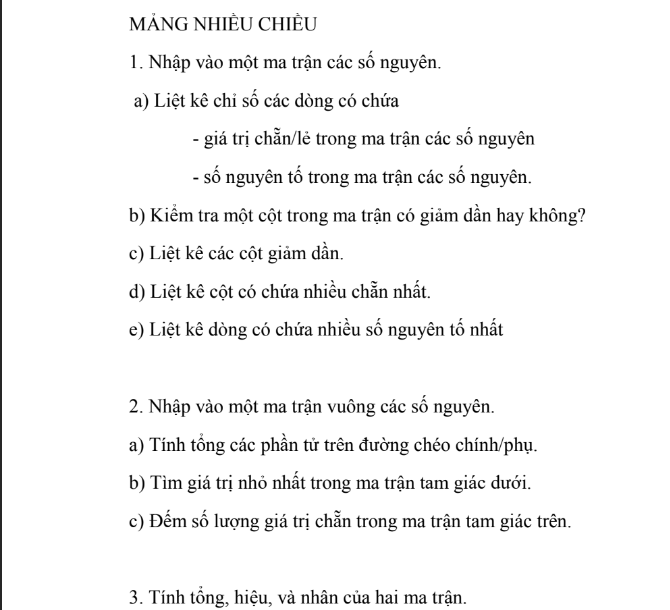 MẢNG NHIỀU CHIỀU
1. Nhập vào một ma trận các số nguyên.
a) Liệt kê chỉ số các dòng có chứa
- giá trị chẵn/lẻ trong ma trận các số nguyên
- số nguyên tố trong ma trận các số nguyên.
b) Kiểm tra một cột trong ma trận có giảm dần hay không?
c) Liệt kê các cột giảm dần.
d) Liệt kê cột có chứa nhiều chẵn nhất.
e) Liệt kê dòng có chứa nhiều số nguyên tố nhất
2. Nhập vào một ma trận vuông các số nguyên.
a) Tính tổng các phần tử trên đường chéo chính/phụ.
b) Tìm giá trị nhỏ nhất trong ma trận tam giác dưới.
c) Đếm số lượng giá trị chẵn trong ma trận tam giác trên.
3. Tính tổng, hiệu, và nhân của hai ma trận.